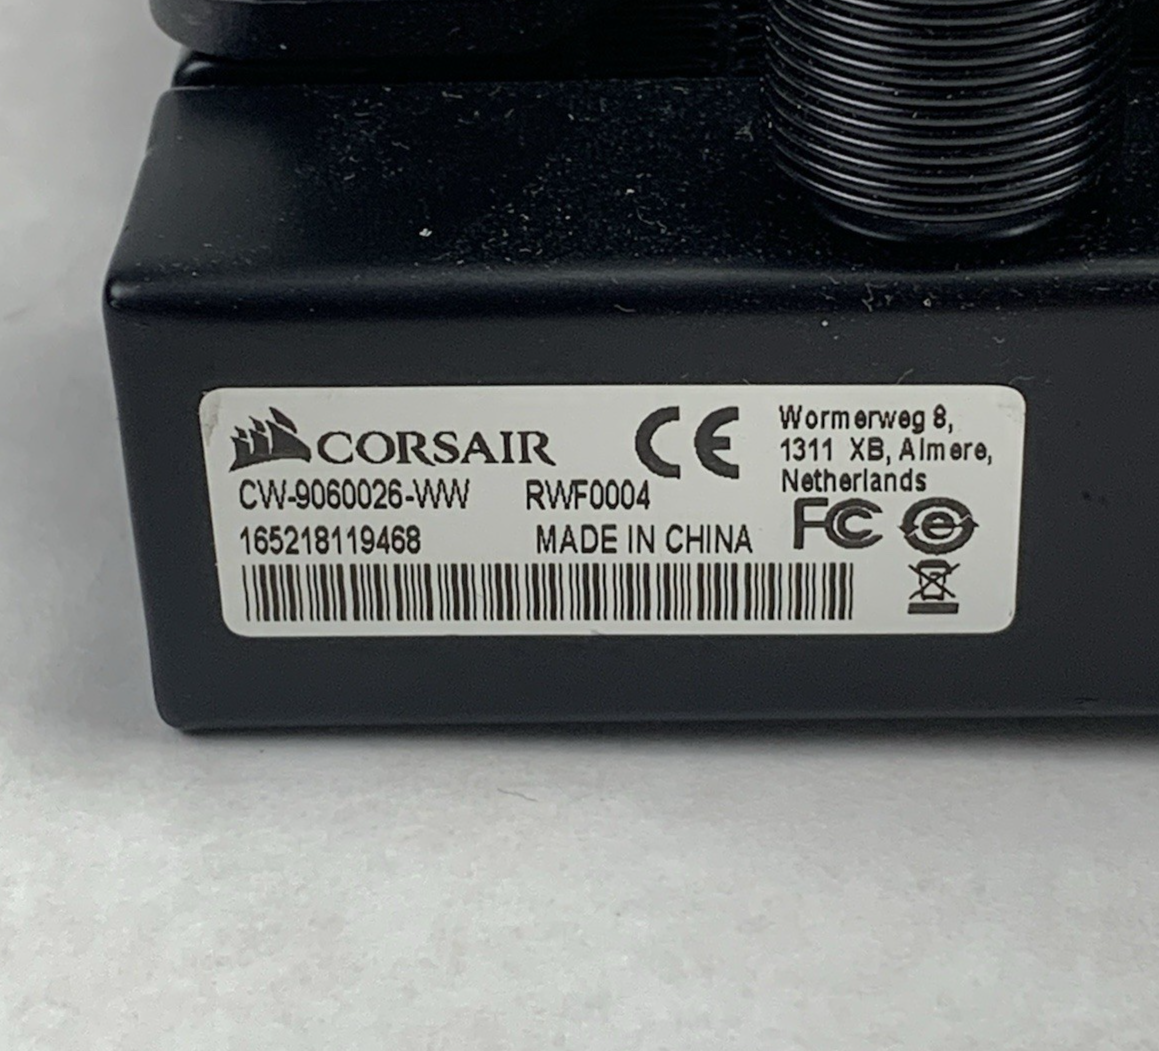 CORSAIR
CW-9060026-WW RWF0004
165218119468 MADE IN CHINA
CE
Wormerweg 8,
1311 XB, Almere,
Netherlands
FC e